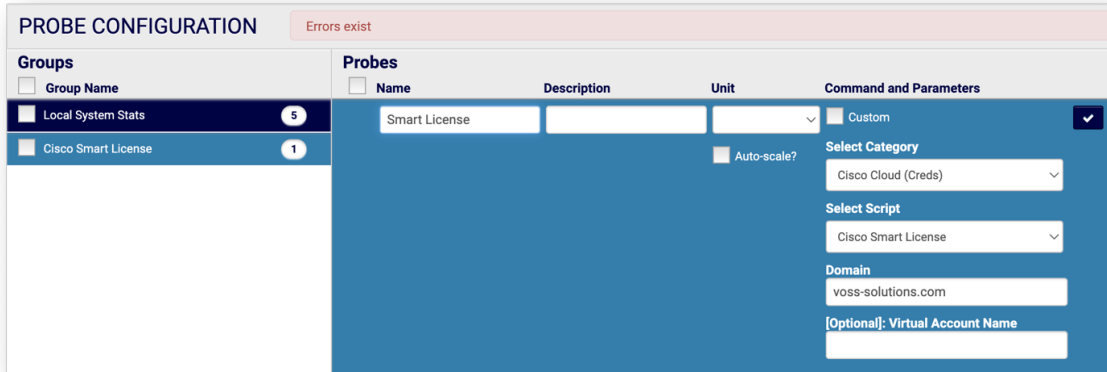 PROBE CONFIGURATION
Errors exist
Groups
Group Name
Local System Stats 5
Cisco Smart License 1
Probes
Name Description Unit Command and Parameters
Smart License
Custom
Auto-scale?
Select Category
Cisco Cloud (Creds)
Select Script
Cisco Smart License
Domain
voss-solutions.com
[Optional]: Virtual Account Name